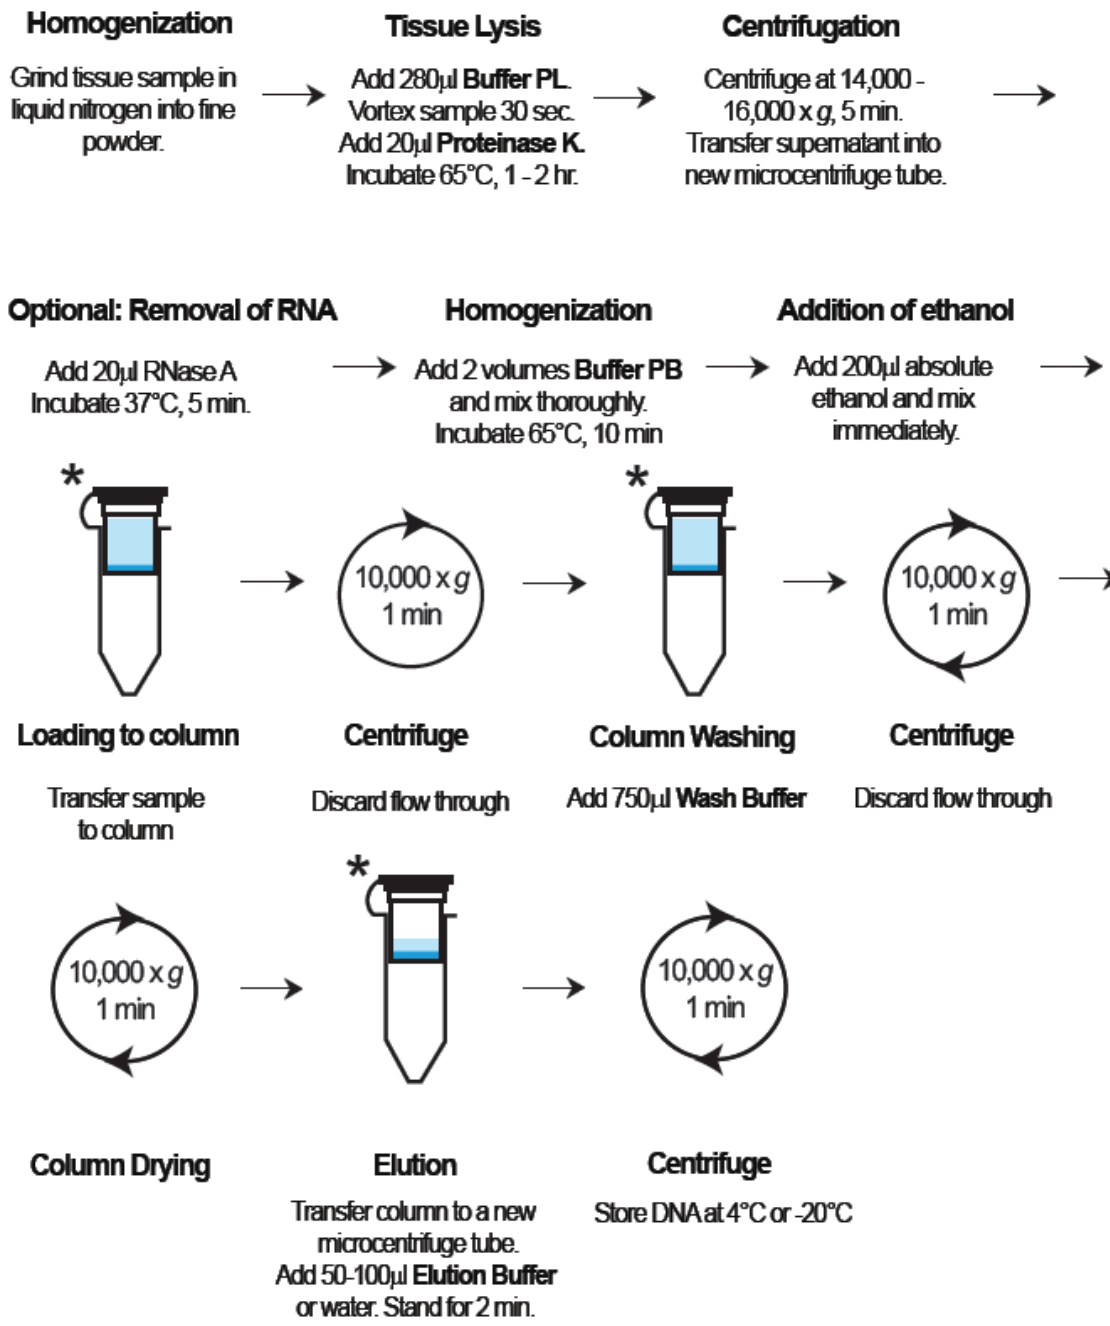 Homogenization
Grind tissue sample in
liquid nitrogen into fine
powder.
Tissue Lysis
Add 280µl Buffer PL.
Vortex sample 30 sec.
Add 20µl Proteinase K.
Incubate 65°C, 1 - 2 hr.
Centrifugation
Centrifuge at 14,000 -
16,000 x g, 5 min.
Transfer supernatant into
new microcentrifuge tube.
Optional: Removal of RNA
Add 20µl RNase A
Incubate 37°C, 5 min.
Homogenization
Add 2 volumes Buffer PB
and mix thoroughly.
Incubate 65°C, 10 min
Addition of ethanol
Add 200µl absolute
ethanol and mix
immediately.
*
Loading to column
Transfer sample
to column
10,000 x g
1 min
Centrifuge
Discard flow through
*
Column Washing
Add 750µl Wash Buffer
10,000 x g
1 min
Centrifuge
Discard flow through
10,000 x g
1 min
Column Drying
*
Elution
Transfer column to a new
microcentrifuge tube.
Add 50-100µl Elution Buffer
or water. Stand for 2 min.
10,000 x g
1 min
Centrifuge
Store DNA at 4°C or -20°C